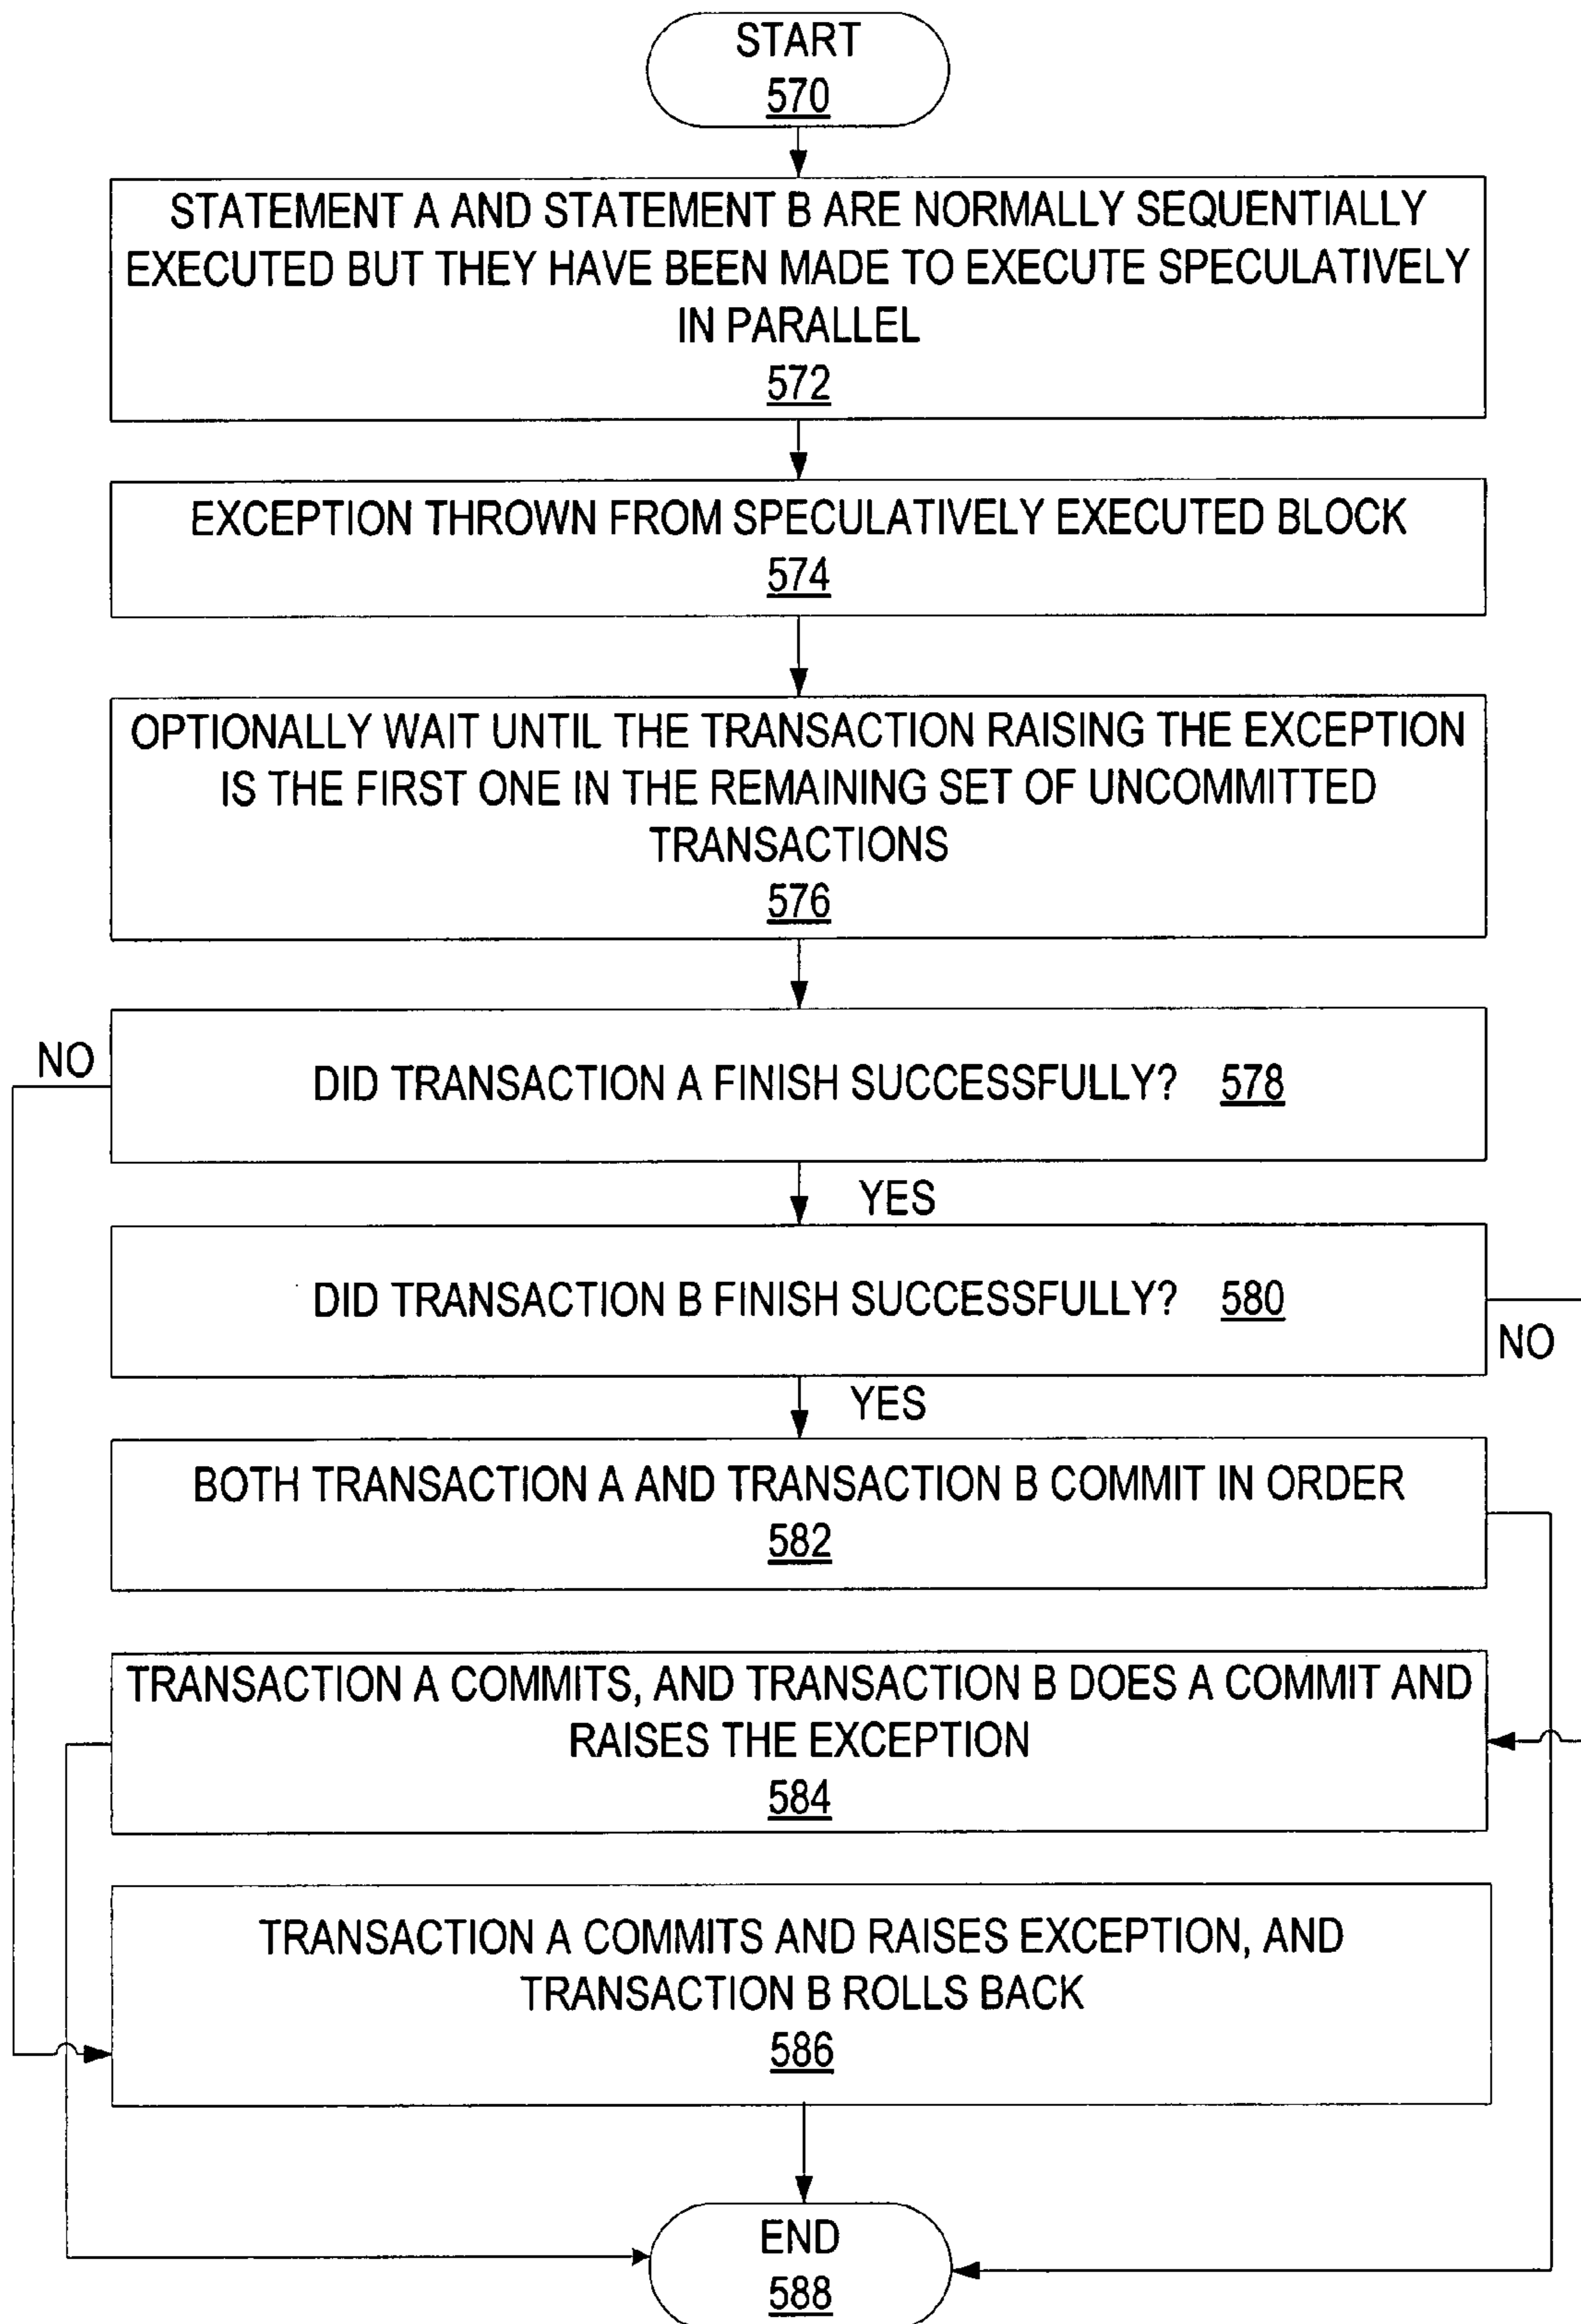 START
570
STATEMENT A AND STATEMENT B ARE NORMALLY SEQUENTIALLY
EXECUTED BUT THEY HAVE BEEN MADE TO EXECUTE SPECULATIVELY
IN PARALLEL
572
EXCEPTION THROWN FROM SPECULATIVELY EXECUTED BLOCK
574
OPTIONALLY WAIT UNTIL THE TRANSACTION RAISING THE EXCEPTION
IS THE FIRST ONE IN THE REMAINING SET OF UNCOMMITTED
TRANSACTIONS
576
NO
DID TRANSACTION A FINISH SUCCESSFULLY? 578
YES
DID TRANSACTION B FINISH SUCCESSFULLY? 580
NO
YES
BOTH TRANSACTION A AND TRANSACTION B COMMIT IN ORDER
582
TRANSACTION A COMMITS, AND TRANSACTION B DOES A COMMIT AND
RAISES THE EXCEPTION
584
TRANSACTION A COMMITS AND RAISES EXCEPTION, AND
TRANSACTION B ROLLS BACK
586
END
588